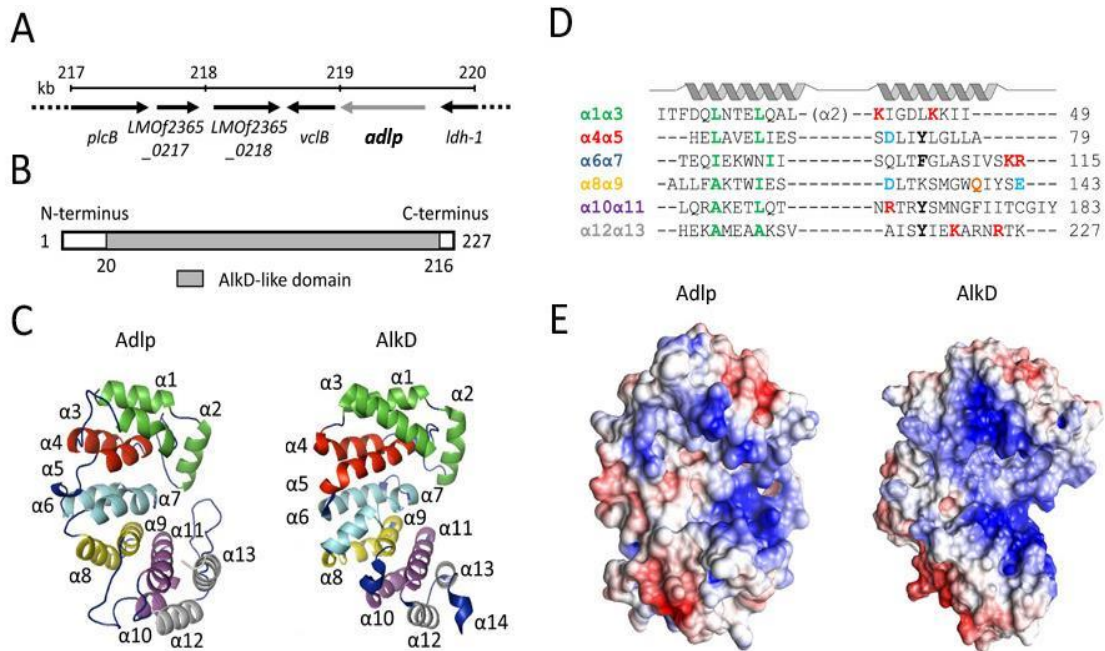 A
217 218 219 220
kb
plcB LMOf2365 LMOf2365 vclB adlp ldh-1
_0217 _0218
B
N-terminus C-terminus
1 227
20 216
AlkD-like domain
C
Adlp AlkD
α1
α2
α3
α4
α5
α6
α7
α8
α9
α11
α13
α10
α12
α3
α1
α2
α4
α5
α7
α6
α9
α11
α8
α13
α10
α12
α14
D
α1α3 ITFDQLNTELQAL–(α2)–––KIGDLKKII––––––– 49
α4α5 –––HELAVELIES–––––––––SDLIYLGLLA–––––– 79
α6α7 ––TEQIEKWNII––––––––––SQLTFGLASIVSKR–– 115
α8α9 –ALLFAKTWIES––––––––––DLTKSMGWQIYSE––– 143
α10α11 ––LQRAKETLQT–––––––––NRTRYSMNGFIITCGIY 183
α12α13 ––HEKAMEAAKSV–––––––––AISYIEKARNRTK––– 227
E
Adlp AlkD